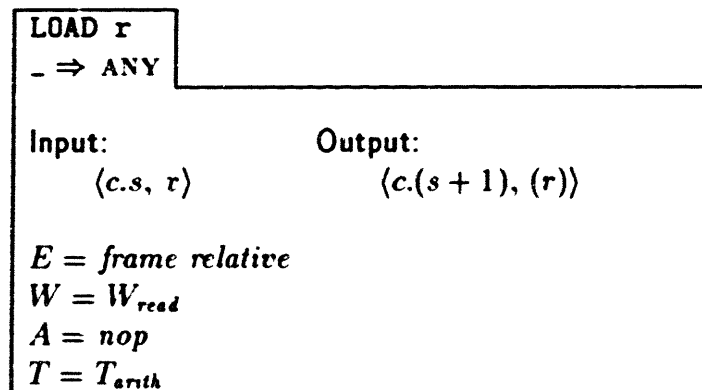 LOAD r
_ ⇒ ANY
Input: Output:
⟨c.s, r⟩ ⟨c.(s + 1), (r)⟩
E = frame relative
W = W_read
A = nop
T = T_arith